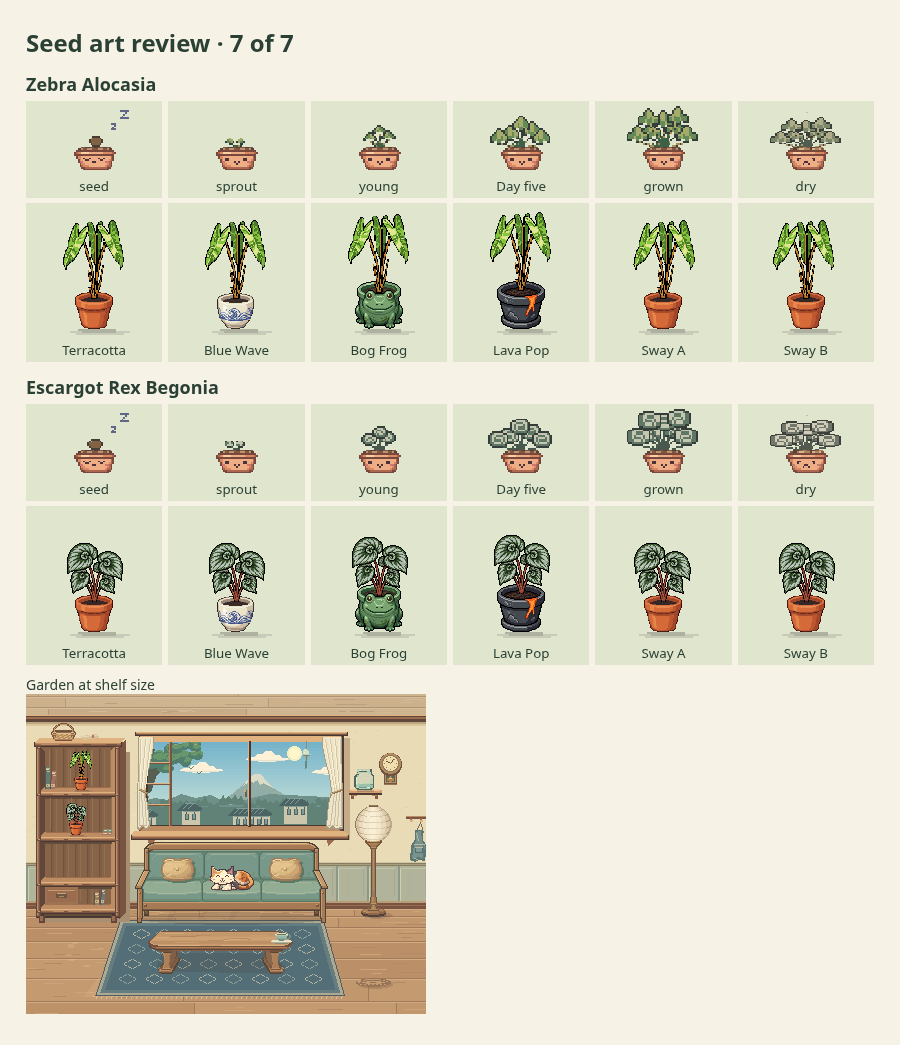 Seed art review · 7 of 7
Zebra Alocasia
z
z
seed sprout young Day five grown dry
Terracotta Blue Wave Bog Frog Lava Pop Sway A Sway B
Escargot Rex Begonia
z
z
seed sprout young Day five grown dry
Terracotta Blue Wave Bog Frog Lava Pop Sway A Sway B
Garden at shelf size